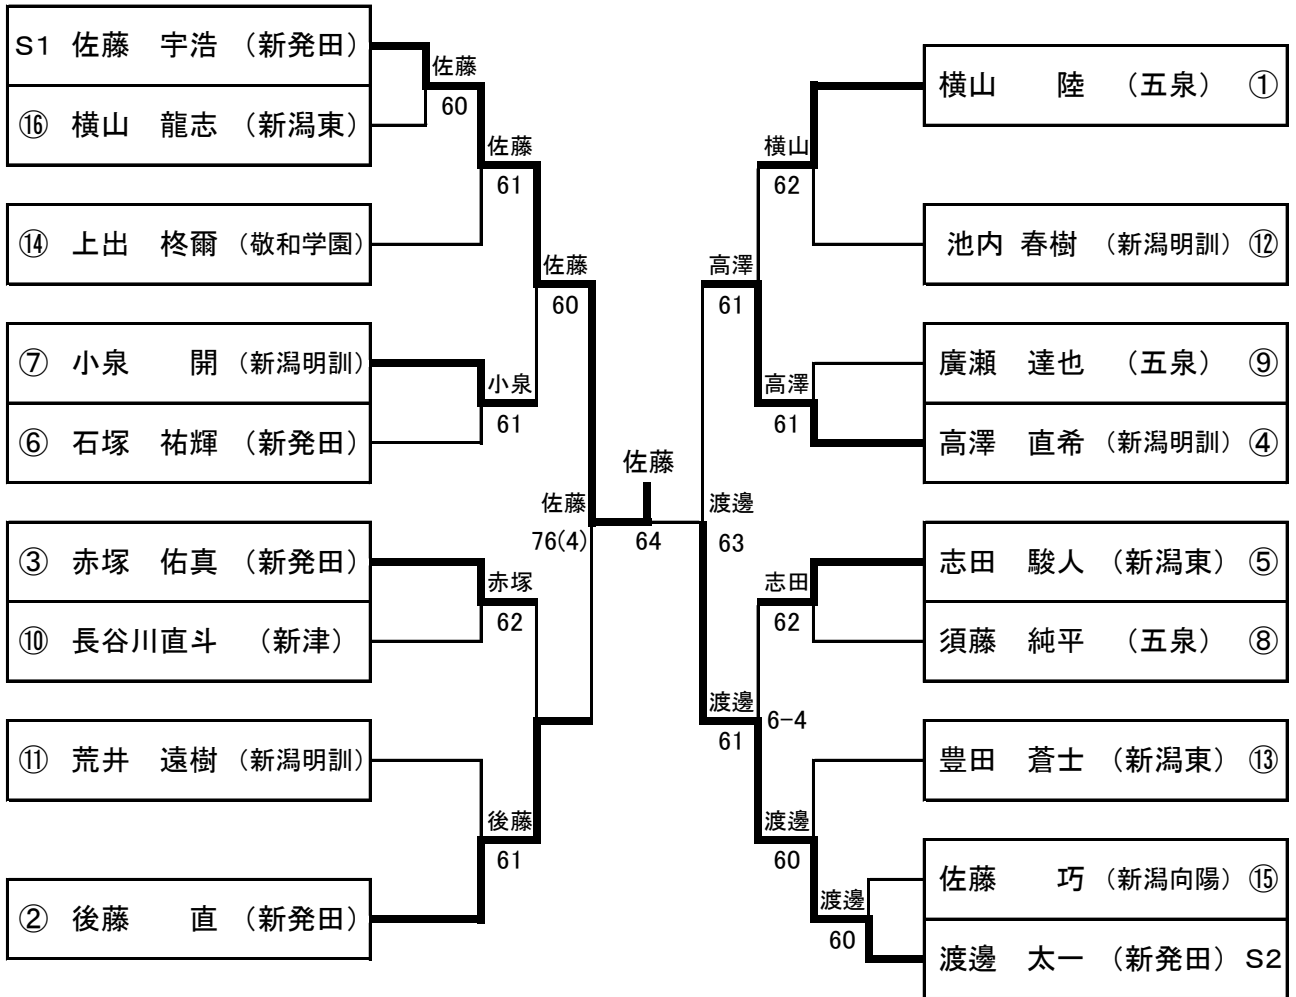 S1 佐藤 宇浩 (新発田)
⑯ 横山 龍志 (新潟東)
⑭ 上出 柊爾 (敬和学園)
⑦ 小泉 開 (新潟明訓)
⑥ 石塚 祐輝 (新発田)
③ 赤塚 佑真 (新発田)
⑩ 長谷川直斗 (新津)
⑪ 荒井 遠樹 (新潟明訓)
② 後藤 直 (新発田)
佐藤
60
佐藤
61
小泉
61
赤塚
62
後藤
61
佐藤
60
佐藤
76(4)
佐藤
64
渡邊
63
高澤
61
渡邊
61
6-4
横山
62
高澤
61
志田
62
渡邊
60
渡邊
60
横山 陸 (五泉) ①
池内 春樹 (新潟明訓) ⑫
廣瀬 達也 (五泉) ⑨
高澤 直希 (新潟明訓) ④
志田 駿人 (新潟東) ⑤
須藤 純平 (五泉) ⑧
豊田 蒼士 (新潟東) ⑬
佐藤 巧 (新潟向陽) ⑮
渡邊 太一 (新発田) S2